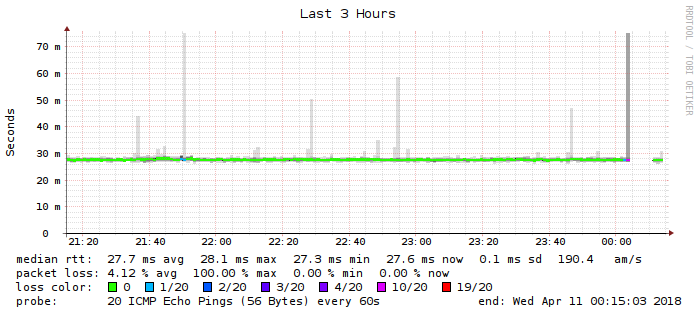 Last 3 Hours
RRDTOOL / TOBI OETIKER
Seconds
70 m
60 m
50 m
40 m
30 m
20 m
10 m
0
21:20 21:40 22:00 22:20 22:40 23:00 23:20 23:40 00:00
median rtt: 27.7 ms avg 28.1 ms max 27.3 ms min 27.6 ms now 0.1 ms sd 190.4 am/s
packet loss: 4.12 % avg 100.00 % max 0.00 % min 0.00 % now
loss color: 0 1/20 2/20 3/20 4/20 10/20 19/20
probe: 20 ICMP Echo Pings (56 Bytes) every 60s end: Wed Apr 11 00:15:03 2018